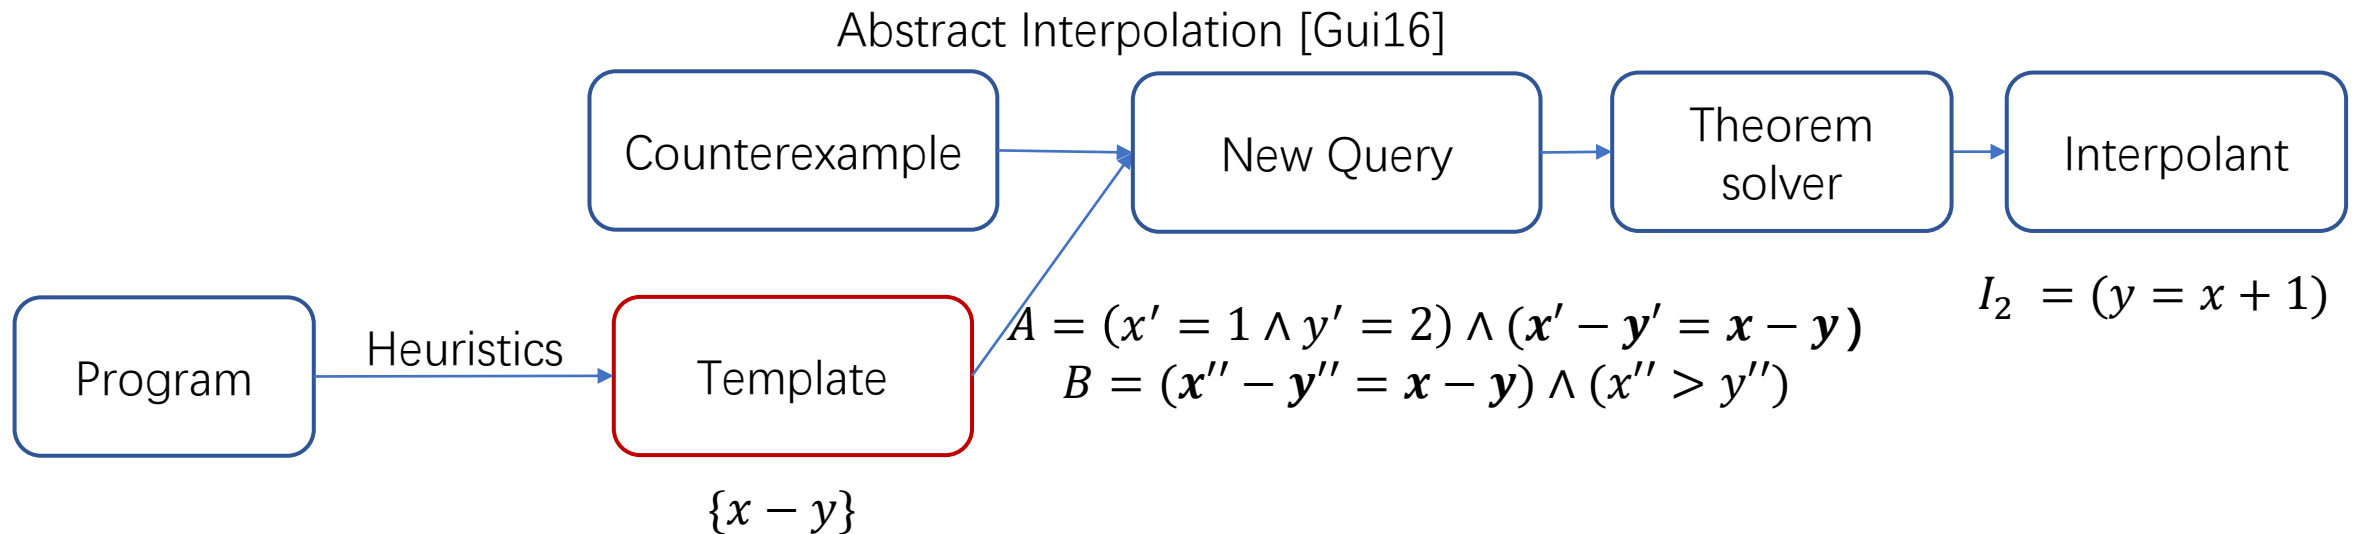 Abstract Interpolation [Gui16]
Counterexample
New Query
Theorem
solver
Interpolant
Program
Heuristics
Template
{x − y}
A = (x′ = 1 ∧ y′ = 2) ∧ (x′ − y′ = x − y)
B = (x′′ − y′′ = x − y) ∧ (x′′ > y′′)
I₂ = (y = x + 1)